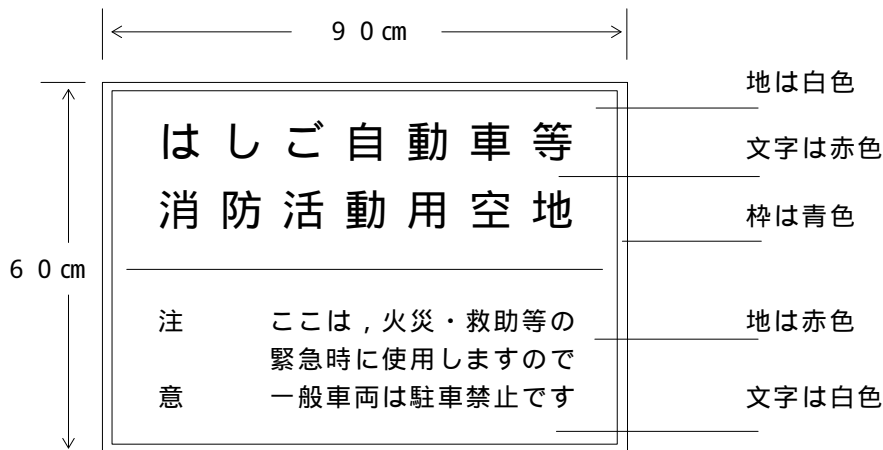 ９０㎝
地は白色
はしご自動車等
文字は赤色
消防活動用空地
枠は青色
６０㎝
注 ここは，火災・救助等の
地は赤色
緊急時に使用しますので
意 一般車両は駐車禁止です
文字は白色